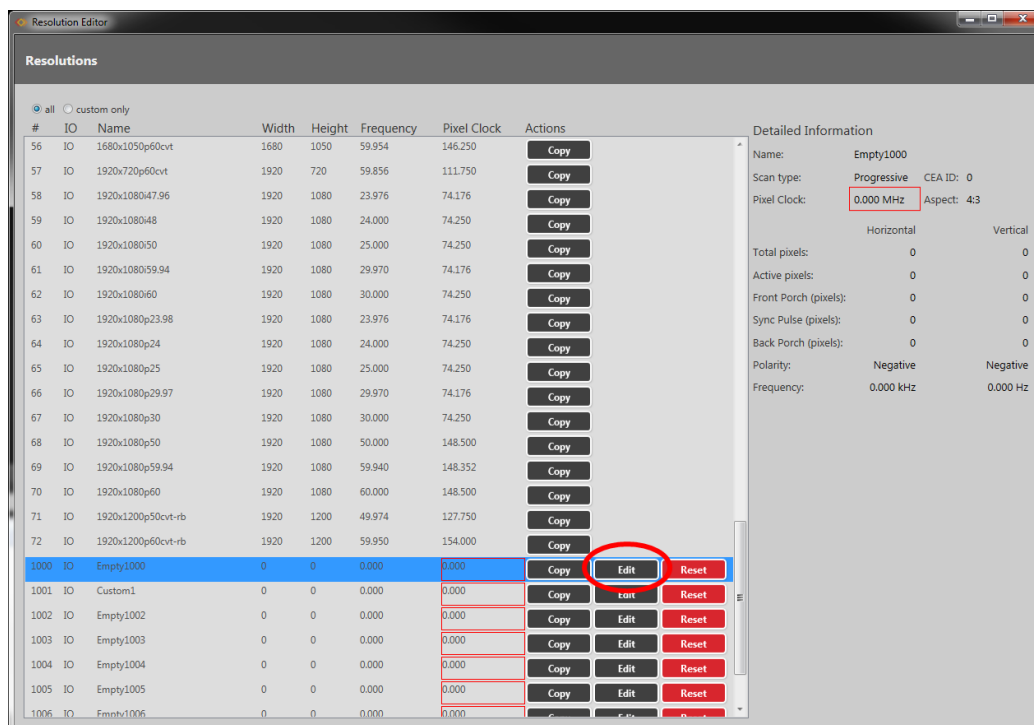 Resolution Editor
Resolutions
all custom only
# IO Name Width Height Frequency Pixel Clock Actions
56 IO 1680x1050p60cvt 1680 1050 59.954 146.250 Copy
57 IO 1920x720p60cvt 1920 720 59.856 111.750 Copy
58 IO 1920x1080i47.96 1920 1080 23.976 74.176 Copy
59 IO 1920x1080i48 1920 1080 24.000 74.250 Copy
60 IO 1920x1080i50 1920 1080 25.000 74.250 Copy
61 IO 1920x1080i59.94 1920 1080 29.970 74.176 Copy
62 IO 1920x1080i60 1920 1080 30.000 74.250 Copy
63 IO 1920x1080p23.98 1920 1080 23.976 74.176 Copy
64 IO 1920x1080p24 1920 1080 24.000 74.250 Copy
65 IO 1920x1080p25 1920 1080 25.000 74.250 Copy
66 IO 1920x1080p29.97 1920 1080 29.970 74.176 Copy
67 IO 1920x1080p30 1920 1080 30.000 74.250 Copy
68 IO 1920x1080p50 1920 1080 50.000 148.500 Copy
69 IO 1920x1080p59.94 1920 1080 59.940 148.352 Copy
70 IO 1920x1080p60 1920 1080 60.000 148.500 Copy
71 IO 1920x1200p50cvt-rb 1920 1200 49.974 127.750 Copy
72 IO 1920x1200p60cvt-rb 1920 1200 59.950 154.000 Copy
1000 IO Empty1000 0 0 0.000 0.000 Copy Edit Reset
1001 IO Custom1 0 0 0.000 0.000 Copy Edit Reset
1002 IO Empty1002 0 0 0.000 0.000 Copy Edit Reset
1003 IO Empty1003 0 0 0.000 0.000 Copy Edit Reset
1004 IO Empty1004 0 0 0.000 0.000 Copy Edit Reset
1005 IO Empty1005 0 0 0.000 0.000 Copy Edit Reset
1006 IO Empty1006 0 0 0.000 0.000 Copy Edit Reset
Detailed Information
Name: Empty1000
Scan type: Progressive CEA ID: 0
Pixel Clock: 0.000 MHz Aspect: 4:3
Horizontal Vertical
Total pixels: 0 0
Active pixels: 0 0
Front Porch (pixels): 0 0
Sync Pulse (pixels): 0 0
Back Porch (pixels): 0 0
Polarity: Negative Negative
Frequency: 0.000 kHz 0.000 Hz